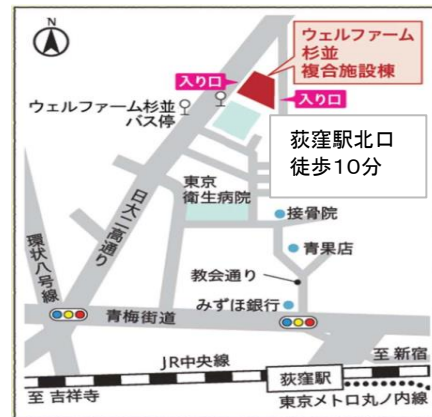 N
ウェルファーム
杉並
複合施設棟
入り口
入り口
ウェルファーム杉並
バス停
荻窪駅北口
徒歩10分
東京
衛生病院
日大二高通り
接骨院
環状八号線
青果店
教会通り
みずほ銀行
青梅街道
JR中央線
至 新宿
荻窪駅
至 吉祥寺
東京メトロ丸ノ内線